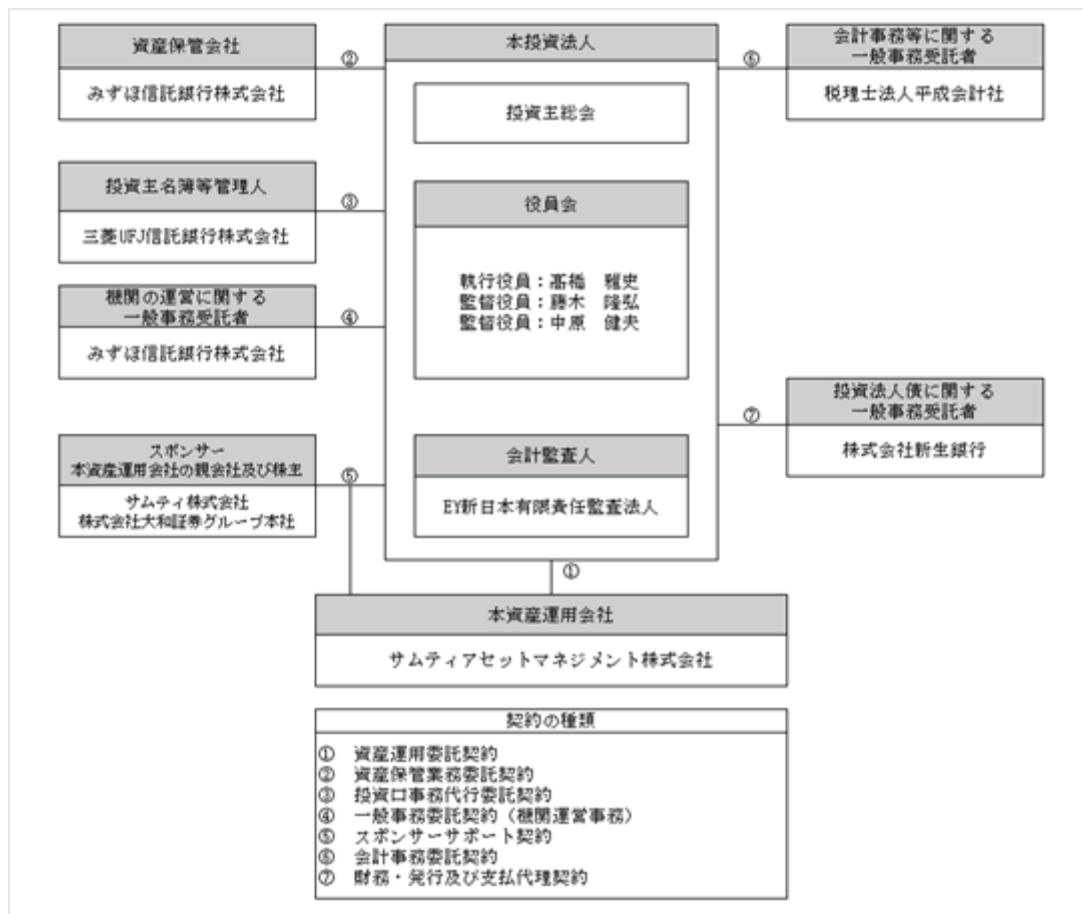 資産保管会社
みずほ信託銀行株式会社
②
本投資法人
投資主総会
⑥
会計事務等に関する
一般事務受託者
税理士法人平成会計社
投資主名簿等管理人
三菱UFJ信託銀行株式会社
③
役員会
執行役員：髙橋　雅史
監督役員：藤木　隆弘
監督役員：中原　健夫
機関の運営に関する
一般事務受託者
みずほ信託銀行株式会社
④
⑦
投資法人債に関する
一般事務受託者
株式会社新生銀行
スポンサー
本資産運用会社の親会社及び株主
サムティ株式会社
株式会社大和証券グループ本社
⑤
会計監査人
EY新日本有限責任監査法人
①
本資産運用会社
サムティアセットマネジメント株式会社
契約の種類
①　資産運用委託契約
②　資産保管業務委託契約
③　投資口事務代行委託契約
④　一般事務委託契約（機関運営事務）
⑤　スポンサーサポート契約
⑥　会計事務委託契約
⑦　財務・発行及び支払代理契約